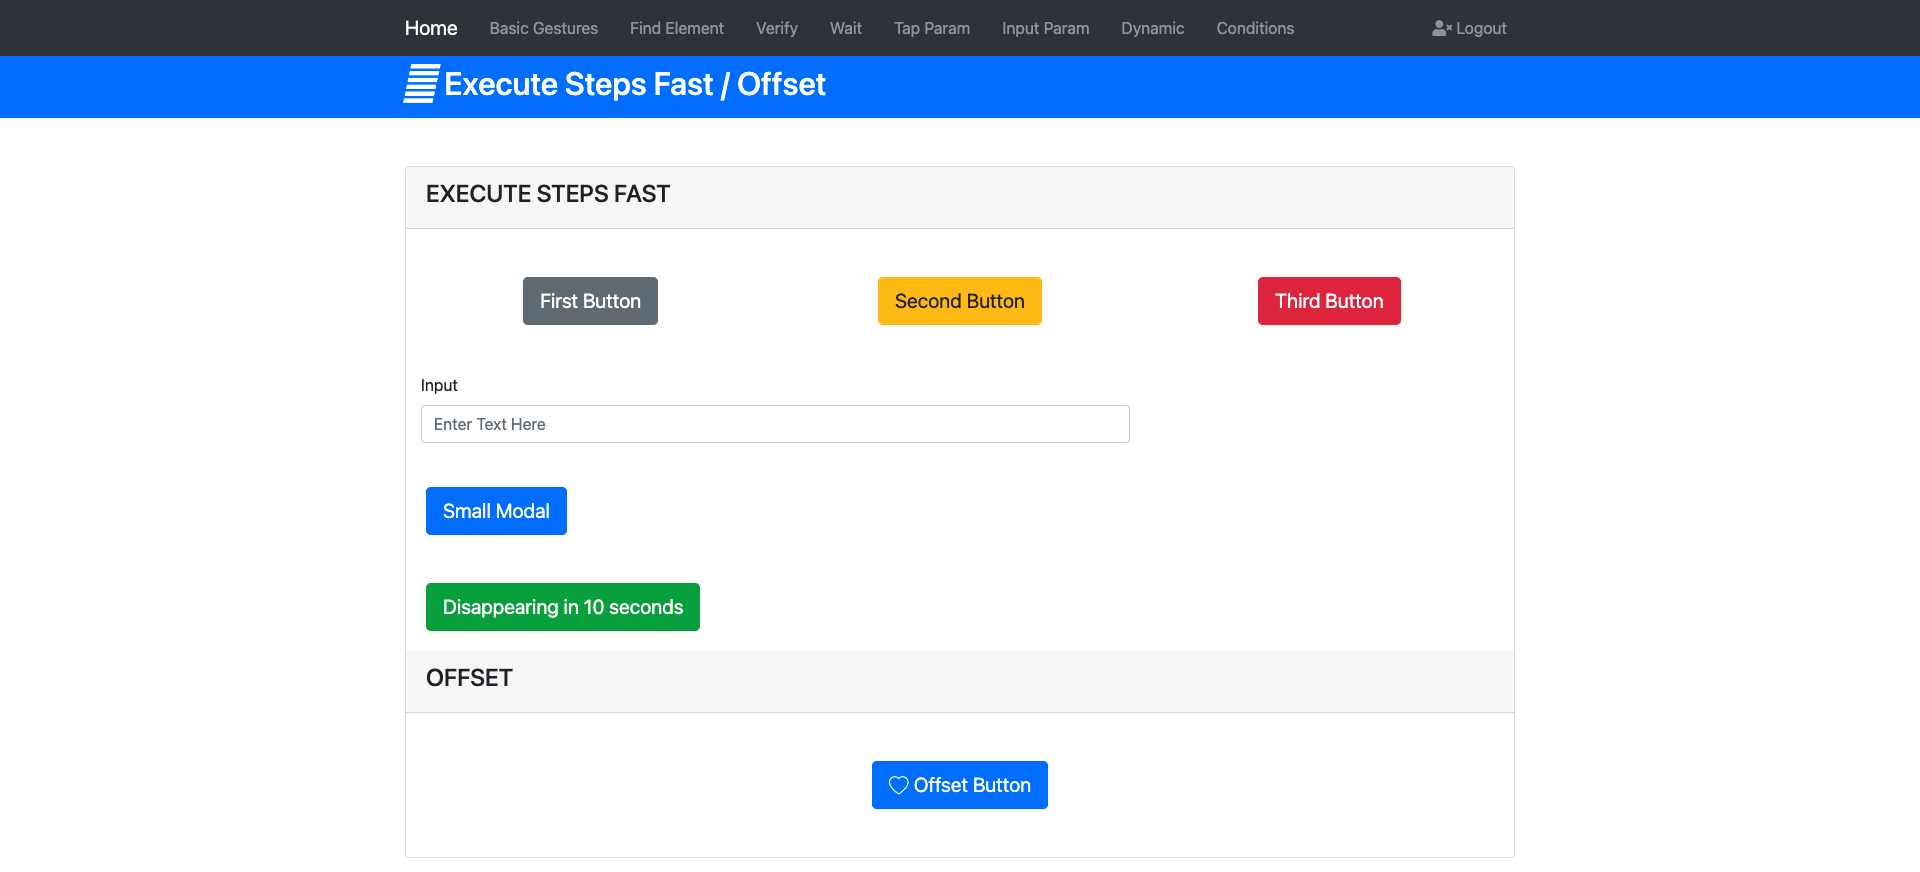 Home Basic Gestures Find Element Verify Wait Tap Param Input Param Dynamic Conditions Logout
Execute Steps Fast / Offset
EXECUTE STEPS FAST
First Button Second Button Third Button
Input
Enter Text Here
Small Modal
Disappearing in 10 seconds
OFFSET
Offset Button